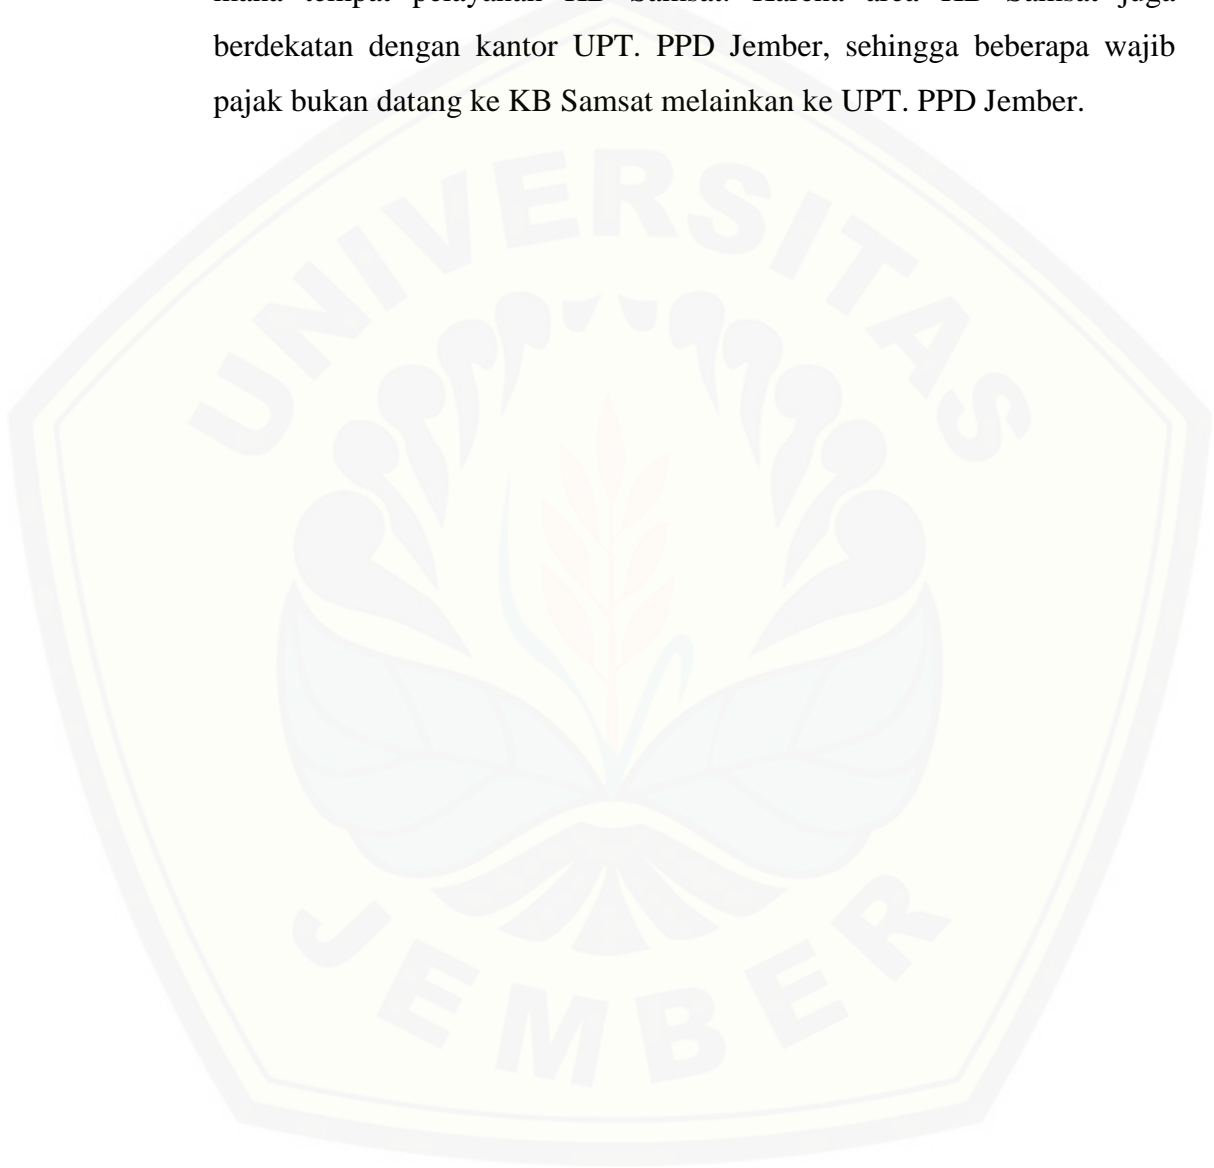 berdekatan dengan kantor UPT. PPD Jember, sehingga beberapa wajib
pajak bukan datang ke KB Samsat melainkan ke UPT. PPD Jember.
UNIVERSITAS
JEMBER